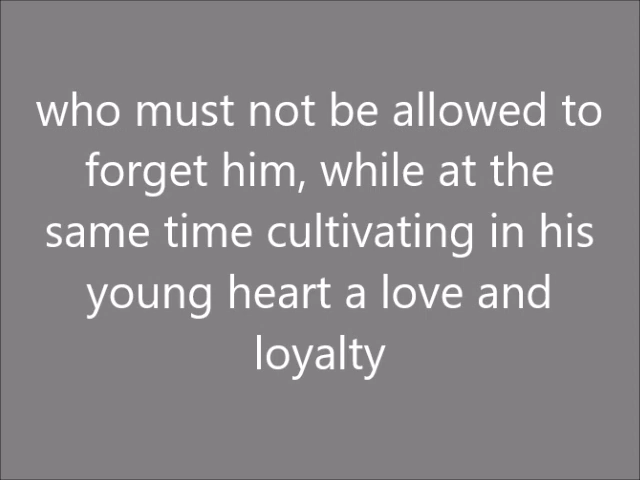 who must not be allowed to
forget him, while at the
same time cultivating in his
young heart a love and
loyalty